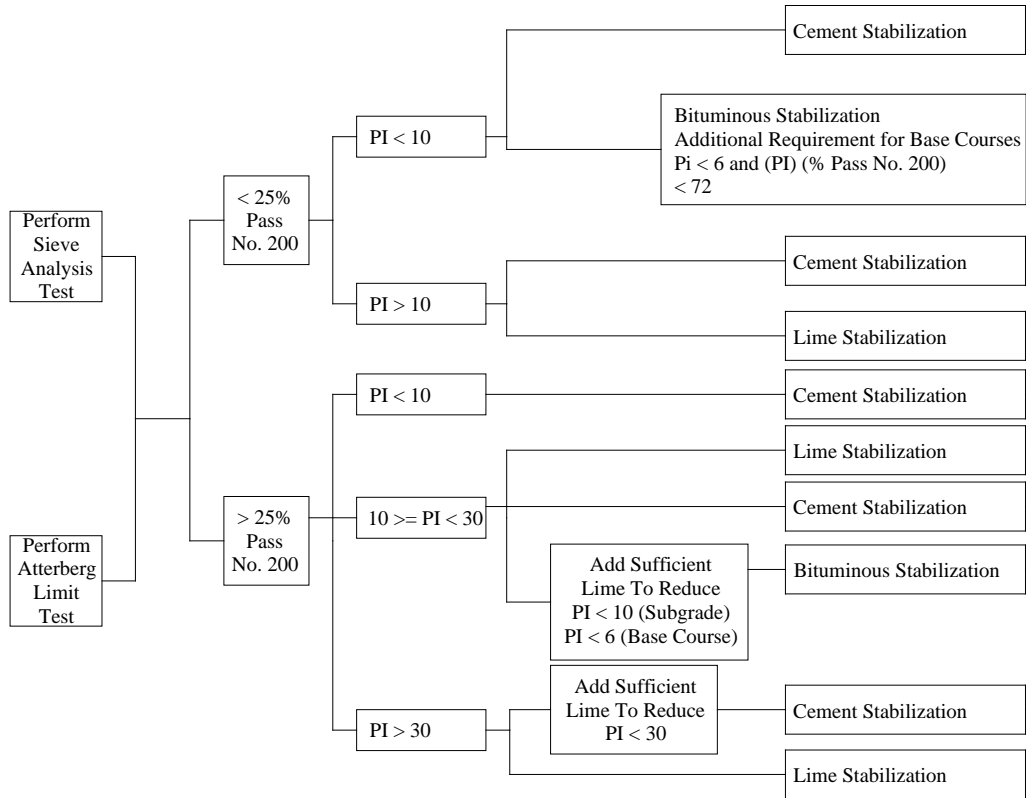 Perform
Sieve
Analysis
Test
Perform
Atterberg
Limit
Test
< 25%
Pass
No. 200
> 25%
Pass
No. 200
PI < 10
PI > 10
PI < 10
10 >= PI < 30
PI > 30
Cement Stabilization
Bituminous Stabilization
Additional Requirement for Base Courses
Pi < 6 and (PI) (% Pass No. 200)
< 72
Cement Stabilization
Lime Stabilization
Cement Stabilization
Lime Stabilization
Cement Stabilization
Add Sufficient
Lime To Reduce
PI < 10 (Subgrade)
PI < 6 (Base Course)
Bituminous Stabilization
Add Sufficient
Lime To Reduce
PI < 30
Cement Stabilization
Lime Stabilization